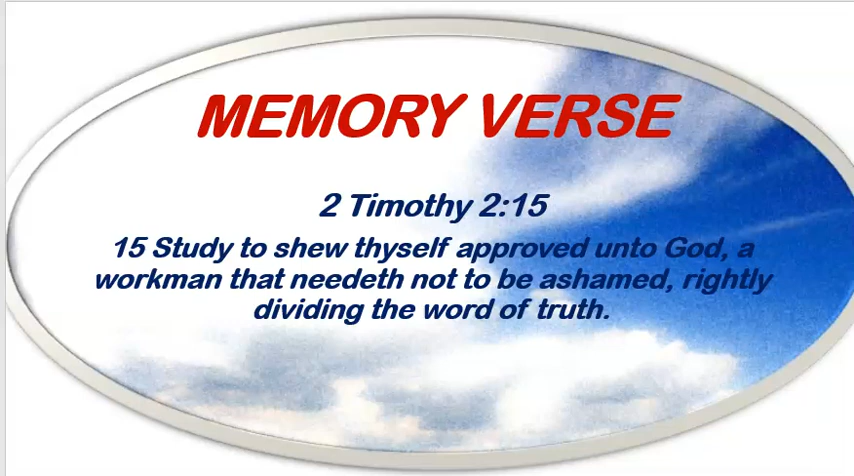 MEMORY VERSE
2 Timothy 2:15
15 Study to shew thyself approved unto God, a
workman that needeth not to be ashamed, rightly
dividing the word of truth.